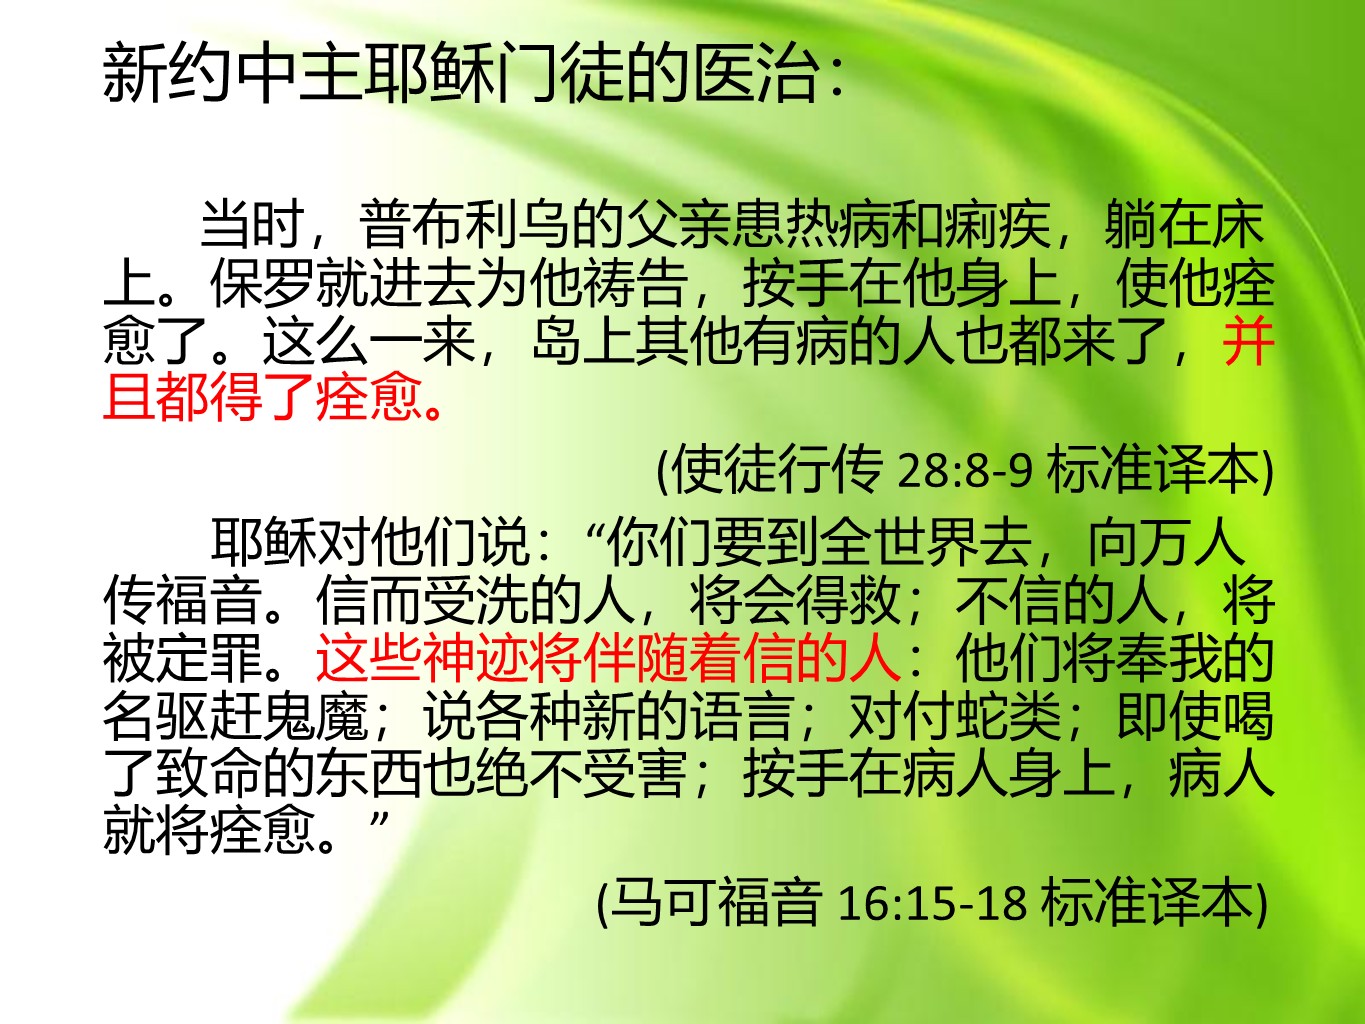 新约中主耶稣门徒的医治：
当时，普布利乌的父亲患热病和痢疾，躺在床
上。保罗就进去为他祷告，按手在他身上，使他痊
愈了。这么一来，岛上其他有病的人也都来了，并
且都得了痊愈。
(使徒行传 28:8-9 标准译本)
耶稣对他们说：“你们要到全世界去，向万人
传福音。信而受洗的人，将会得救；不信的人，将
被定罪。这些神迹将伴随着信的人：他们将奉我的
名驱赶鬼魔；说各种新的语言；对付蛇类；即使喝
了致命的东西也绝不受害；按手在病人身上，病人
就将痊愈。”
(马可福音 16:15-18 标准译本)